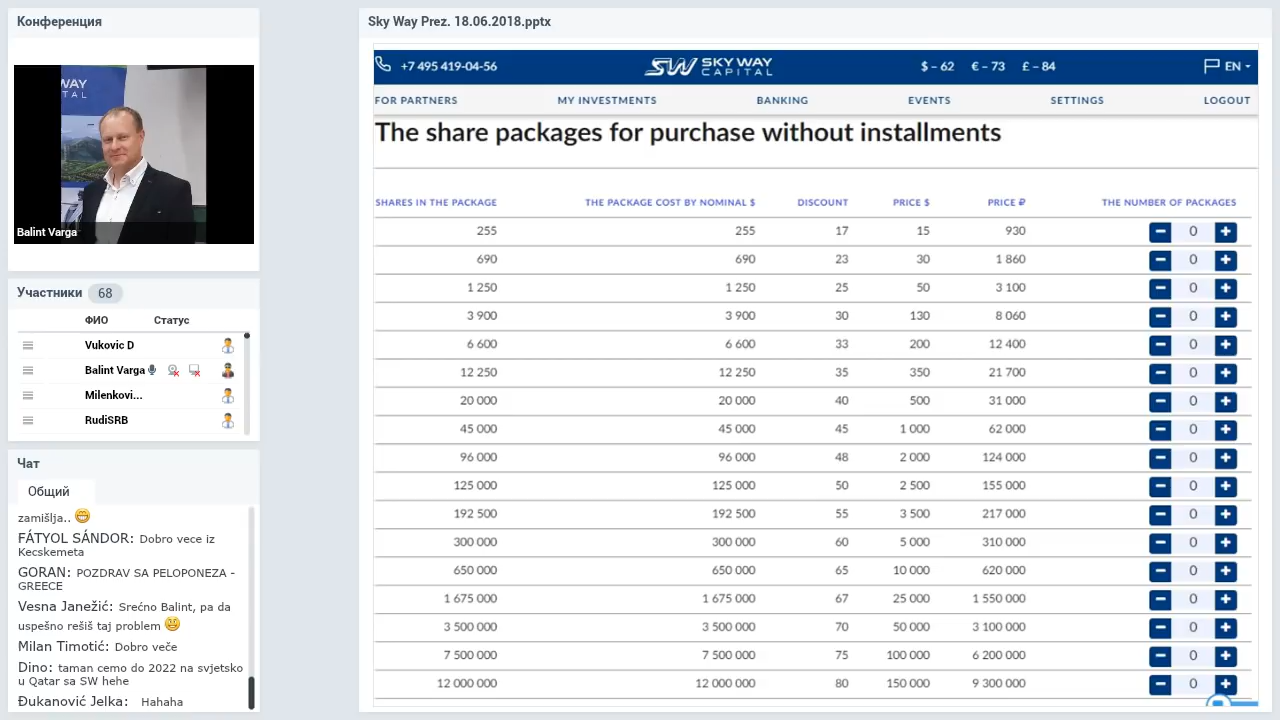 Конференция
WAY
TAL
Balint Varga
Участники 68
ФИО Статус
Vukovic D
Balint Varga
Milenkovi...
RudiSRB
Чат
Общий
zamišlja..
FÁTYOL SÁNDOR: Dobro vece iz
Kecskemeta
GORAN: POZDRAV SA PELOPONEZA -
GREECE
Vesna Janežić: Srećno Balint, pa da
uspešno rešiš taj problem
Milan Timotić: Dobro veče
Dino: taman cemo do 2022 na svjetsko
u Qatar sa SW hehe
Đukanović Jelka: Hahaha
Sky Way Prez. 18.06.2018.pptx
+7 495 419-04-56
SW SKY WAY
CAPITAL
$ – 62 € – 73 £ – 84
EN
FOR PARTNERS MY INVESTMENTS BANKING EVENTS SETTINGS LOGOUT
The share packages for purchase without installments
SHARES IN THE PACKAGE THE PACKAGE COST BY NOMINAL $ DISCOUNT PRICE $ PRICE ₽ THE NUMBER OF PACKAGES
255 255 17 15 930 − 0 +
690 690 23 30 1 860 − 0 +
1 250 1 250 25 50 3 100 − 0 +
3 900 3 900 30 130 8 060 − 0 +
6 600 6 600 33 200 12 400 − 0 +
12 250 12 250 35 350 21 700 − 0 +
20 000 20 000 40 500 31 000 − 0 +
45 000 45 000 45 1 000 62 000 − 0 +
96 000 96 000 48 2 000 124 000 − 0 +
125 000 125 000 50 2 500 155 000 − 0 +
192 500 192 500 55 3 500 217 000 − 0 +
300 000 300 000 60 5 000 310 000 − 0 +
650 000 650 000 65 10 000 620 000 − 0 +
1 675 000 1 675 000 67 25 000 1 550 000 − 0 +
3 500 000 3 500 000 70 50 000 3 100 000 − 0 +
7 500 000 7 500 000 75 100 000 6 200 000 − 0 +
12 000 000 12 000 000 80 150 000 9 300 000 − 0 +